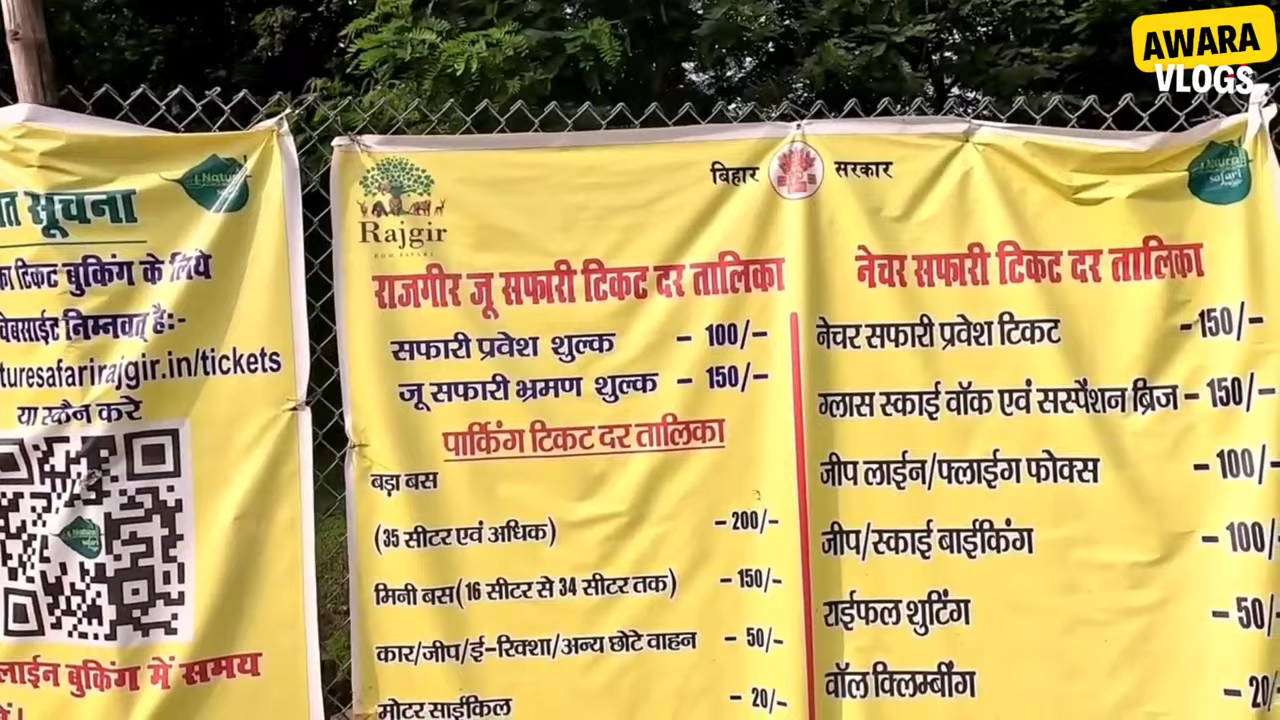 AWARA
VLOGS
सूचना
टिकट बुकिंग के लिये
वेबसाईट निम्नवत् है:-
turesafarirajgir.in/tickets
या स्कैन करे
लाईन बुकिंग में समय
बिहार सरकार
Rajgir
राजगीर जू सफारी टिकट दर तालिका
सफारी प्रवेश शुल्क - 100/-
जू सफारी भ्रमण शुल्क - 150/-
पार्किंग टिकट दर तालिका
बड़ा बस
(35 सीटर एवं अधिक) - 200/-
मिनी बस(16 सीटर से 34 सीटर तक) - 150/-
कार/जीप/ई-रिक्शा/अन्य छोटे वाहन - 50/-
मोटर साईकिल - 20/-
Nature
safari
नेचर सफारी टिकट दर तालिका
नेचर सफारी प्रवेश टिकट - 150/-
ग्लास स्काई वॉक एवं सस्पैंशन ब्रिज - 150/-
जीप लाईन/फ्लाईग फोक्स - 100/-
जीप/स्काई बाईकिंग - 100/-
राईफल शुटिंग - 50/-
वॉल क्लिम्बींग - 20/-